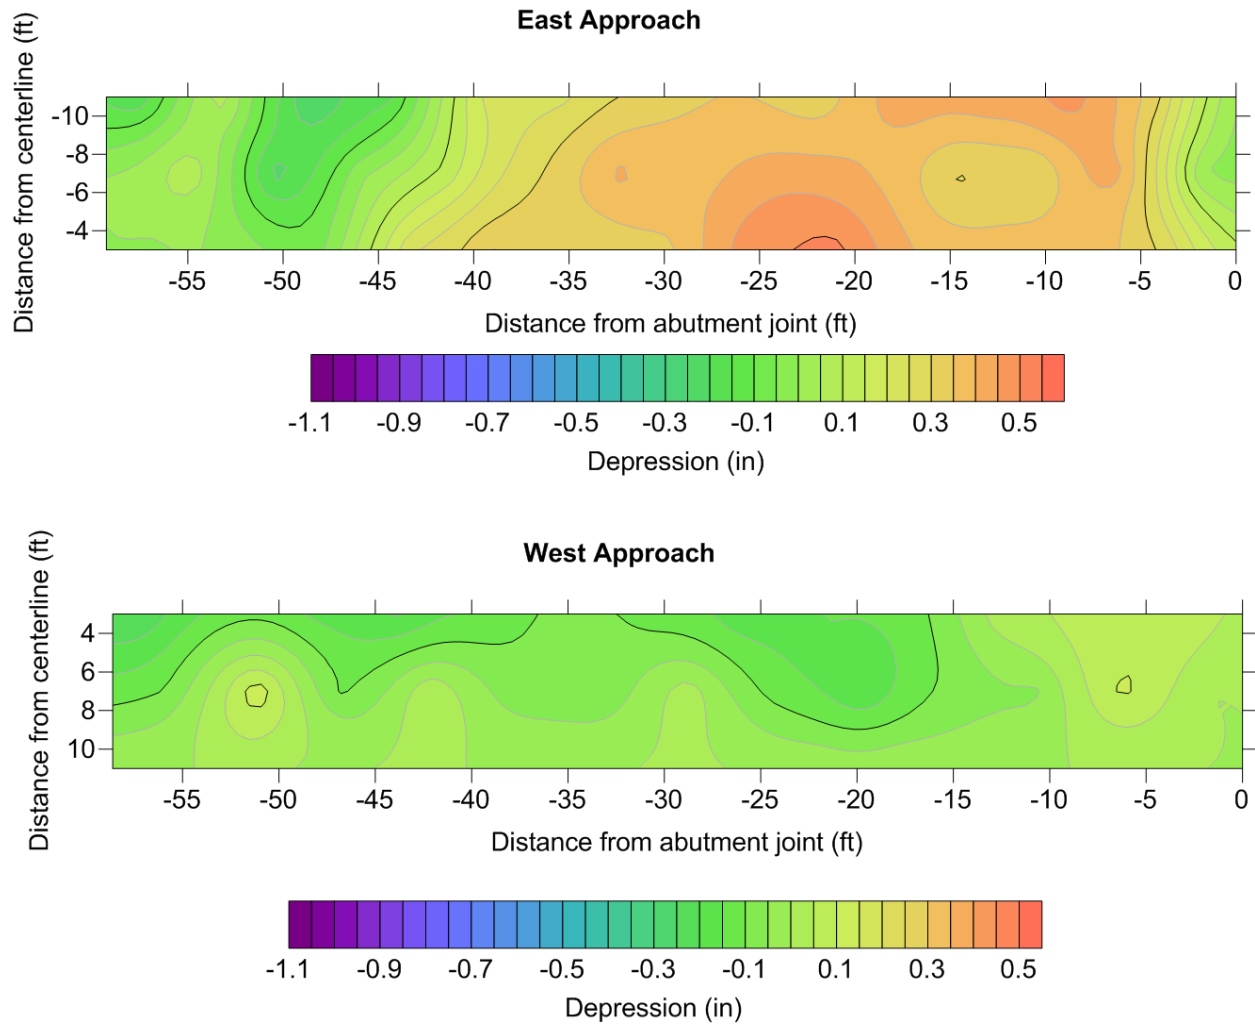 East Approach
Distance from centerline (ft)
-10
-8
-6
-4
-55 -50 -45 -40 -35 -30 -25 -20 -15 -10 -5 0
Distance from abutment joint (ft)
-1.1 -0.9 -0.7 -0.5 -0.3 -0.1 0.1 0.3 0.5
Depression (in)
West Approach
Distance from centerline (ft)
4
6
8
10
-55 -50 -45 -40 -35 -30 -25 -20 -15 -10 -5 0
Distance from abutment joint (ft)
-1.1 -0.9 -0.7 -0.5 -0.3 -0.1 0.1 0.3 0.5
Depression (in)